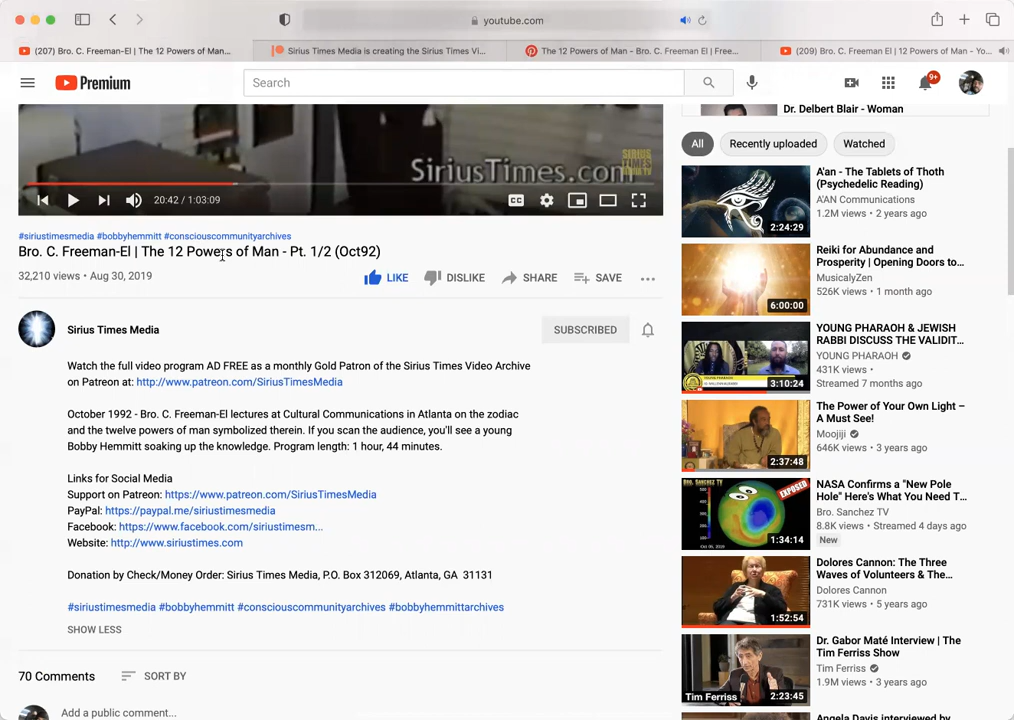 youtube.com
(207) Bro. C. Freeman-El | The 12 Powers of Man...
Sirius Times Media is creating the Sirius Times Vi...
The 12 Powers of Man - Bro. C. Freeman El | Free...
(209) Bro. C. Freeman El | 12 Powers of Man - Yo...
Premium
Search
9+
Dr. Delbert Blair - Woman
SiriusTimes.com
SIRIUS
TIMES
MEDIA
All
Recently uploaded
Watched
20:42 / 1:03:09
CC
#siriustimesmedia #bobbyhemmitt #consciouscommunityarchives
Bro. C. Freeman-El | The 12 Powers of Man - Pt. 1/2 (Oct92)
32,210 views • Aug 30, 2019
LIKE
DISLIKE
SHARE
SAVE
Sirius Times Media
SUBSCRIBED
Watch the full video program AD FREE as a monthly Gold Patron of the Sirius Times Video Archive
on Patreon at: http://www.patreon.com/SiriusTimesMedia
October 1992 - Bro. C. Freeman-El lectures at Cultural Communications in Atlanta on the zodiac
and the twelve powers of man symbolized therein. If you scan the audience, you'll see a young
Bobby Hemmitt soaking up the knowledge. Program length: 1 hour, 44 minutes.
Links for Social Media
Support on Patreon: https://www.patreon.com/SiriusTimesMedia
PayPal: https://paypal.me/siriustimesmedia
Facebook: https://www.facebook.com/siriustimesm...
Website: http://www.siriustimes.com
Donation by Check/Money Order: Sirius Times Media, P.O. Box 312069, Atlanta, GA 31131
#siriustimesmedia #bobbyhemmitt #consciouscommunityarchives #bobbyhemmittarchives
SHOW LESS
70 Comments
SORT BY
Add a public comment...
A'an - The Tablets of Thoth
(Psychedelic Reading)
A'AN Communications
1.2M views • 2 years ago
2:24:29
Reiki for Abundance and
Prosperity | Opening Doors to...
MusicalyZen
526K views • 1 month ago
6:00:00
YOUNG PHARAOH & JEWISH
RABBI DISCUSS THE VALIDIT...
YOUNG PHARAOH
431K views •
Streamed 7 months ago
3:10:24
The Power of Your Own Light –
A Must See!
Moojiji
646K views • 3 years ago
2:37:48
NASA Confirms a "New Pole
Hole" Here's What You Need T...
Bro. Sanchez TV
8.8K views • Streamed 4 days ago
New
BRO. SANCHEZ TV
EXPOSED
1:34:14
Dolores Cannon: The Three
Waves of Volunteers & The...
Dolores Cannon
731K views • 5 years ago
1:52:54
Dr. Gabor Maté Interview | The
Tim Ferriss Show
Tim Ferriss
1.9M views • 3 years ago
Tim Ferriss
2:23:45
Angela Davis interviewed by